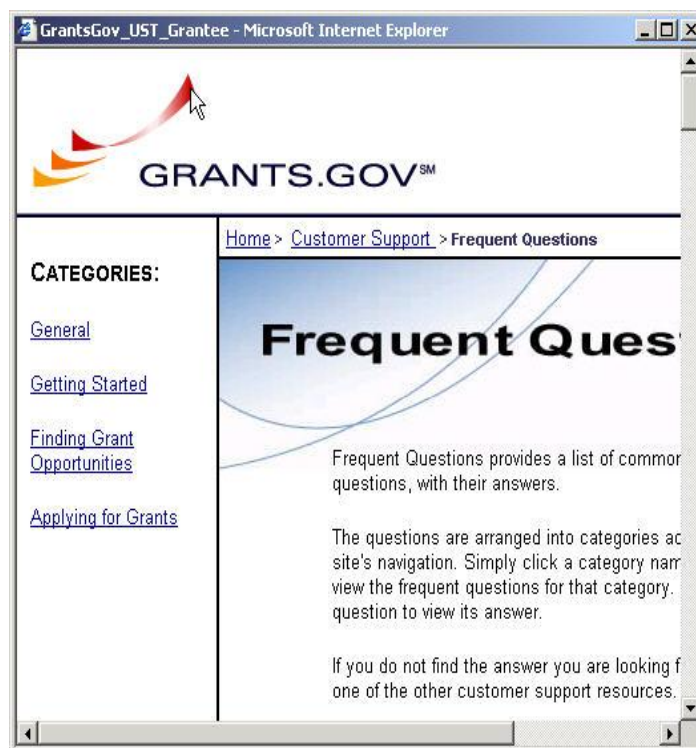 GrantsGov_UST_Grantee - Microsoft Internet Explorer
GRANTS.GOV℠
Home > Customer Support > Frequent Questions
CATEGORIES:
General
Getting Started
Finding Grant
Opportunities
Applying for Grants
Frequent Ques
Frequent Questions provides a list of common
questions, with their answers.
The questions are arranged into categories ac
site's navigation. Simply click a category nam
view the frequent questions for that category.
question to view its answer.
If you do not find the answer you are looking f
one of the other customer support resources.